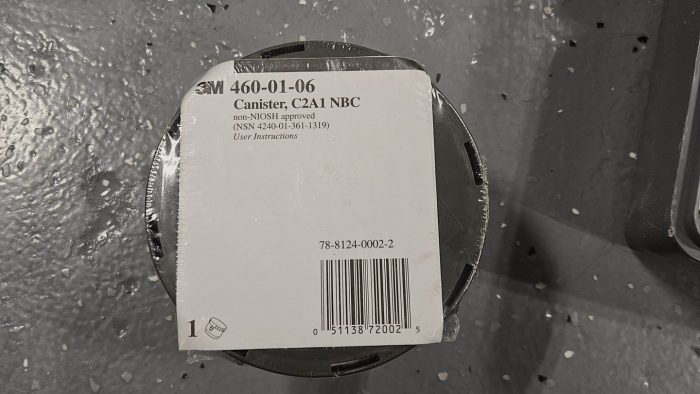 3M 460-01-06
Canister, C2A1 NBC
non-NIOSH approved
(NSN 4240-01-361-1319)
User Instructions
78-8124-0002-2
0 51138 72002 5
1